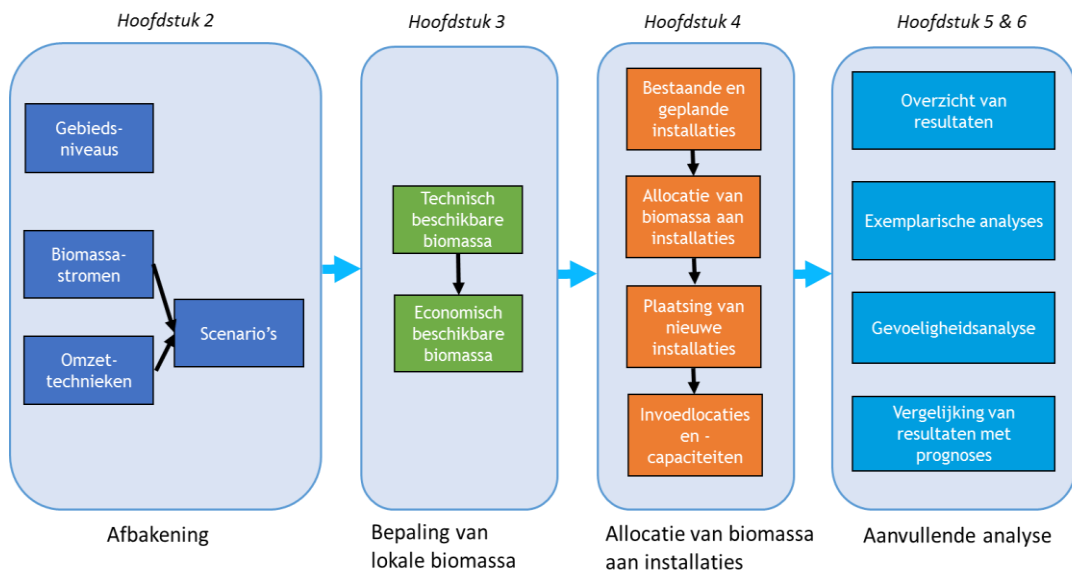 Hoofdstuk 2
Gebieds-
niveaus
Biomassa-
stromen
Omzet-
technieken
Scenario's
Afbakening
Hoofdstuk 3
Technisch
beschikbare
biomassa
Economisch
beschikbare
biomassa
Bepaling van
lokale biomassa
Hoofdstuk 4
Bestaande en
geplande
installaties
Allocatie van
biomassa aan
installaties
Plaatsing van
nieuwe
installaties
Invoedlocaties
en -
capaciteiten
Allocatie van biomassa
aan installaties
Hoofdstuk 5 & 6
Overzicht van
resultaten
Exemplarische analyses
Gevoeligheidsanalyse
Vergelijking van
resultaten met
prognoses
Aanvullende analyse